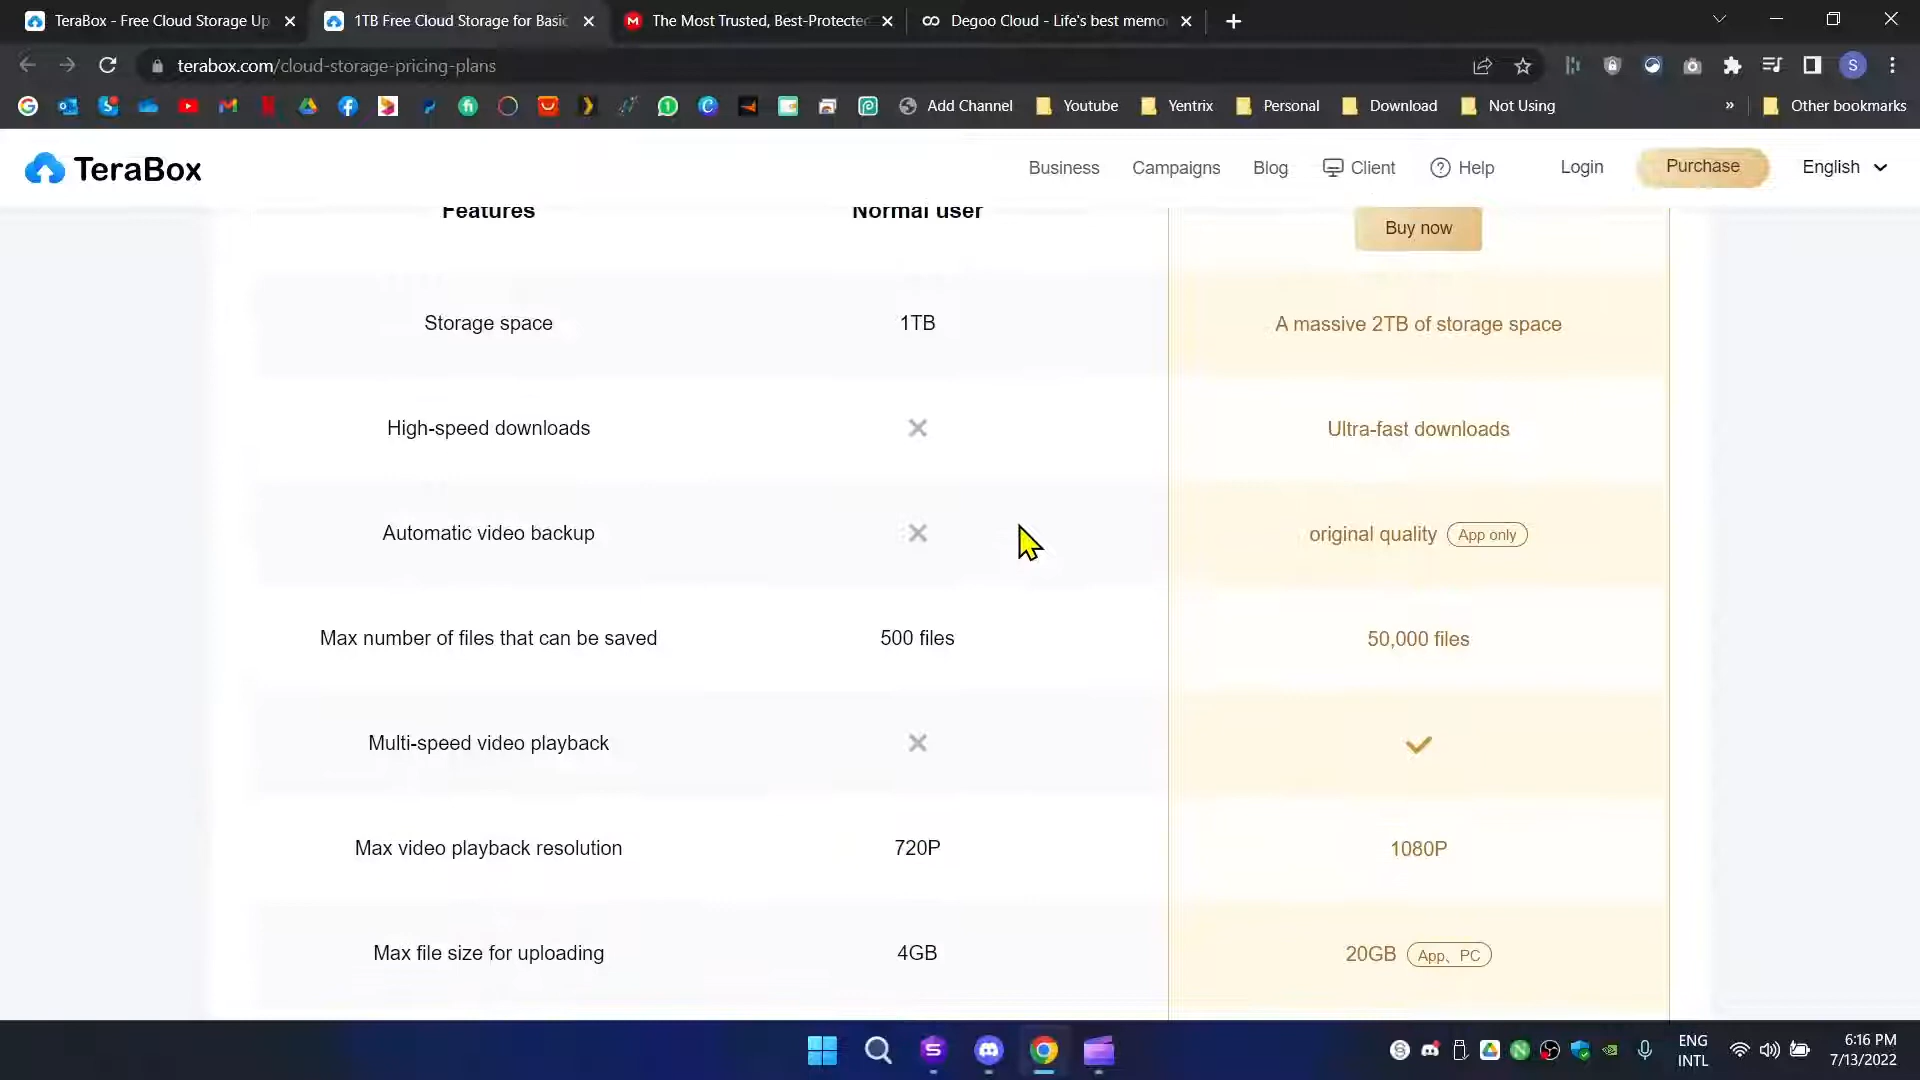 TeraBox - Free Cloud Storage Up
1TB Free Cloud Storage for Basic
The Most Trusted, Best-Protected
Degoo Cloud - Life's best memo
terabox.com/cloud-storage-pricing-plans
S
Add Channel
Youtube
Yentrix
Personal
Download
Not Using
»
Other bookmarks
TeraBox
Business
Campaigns
Blog
Client
Help
Login
Purchase
English
Features
Normal user
Buy now
Storage space
1TB
A massive 2TB of storage space
High-speed downloads
Ultra-fast downloads
Automatic video backup
original quality App only
Max number of files that can be saved
500 files
50,000 files
Multi-speed video playback
Max video playback resolution
720P
1080P
Max file size for uploading
4GB
20GB App、PC
ENG
INTL
6:16 PM
7/13/2022